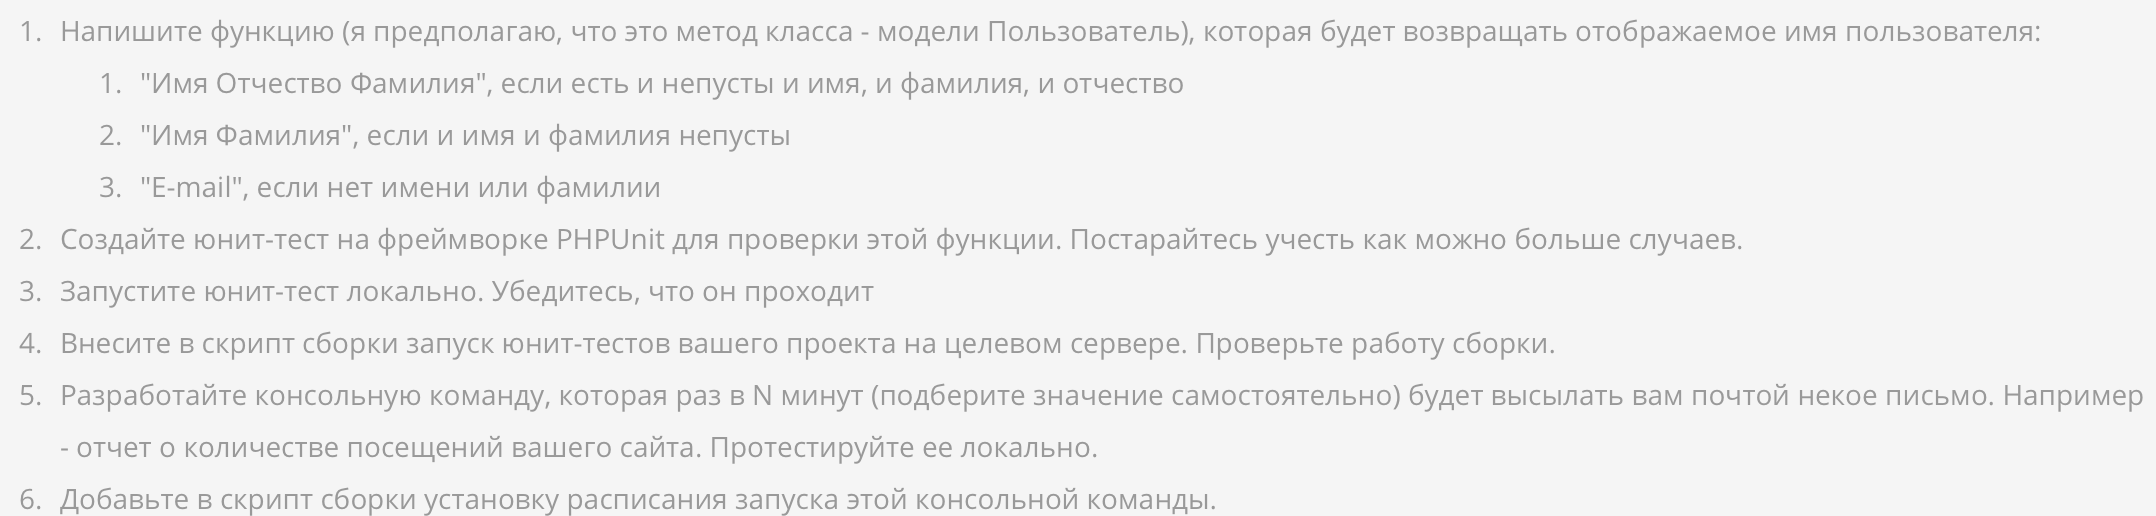 1. Напишите функцию (я предполагаю, что это метод класса - модели Пользователь), которая будет возвращать отображаемое имя пользователя:
1. "Имя Отчество Фамилия", если есть и непусты и имя, и фамилия, и отчество
2. "Имя Фамилия", если и имя и фамилия непусты
3. "E-mail", если нет имени или фамилии
2. Создайте юнит-тест на фреймворке PHPUnit для проверки этой функции. Постарайтесь учесть как можно больше случаев.
3. Запустите юнит-тест локально. Убедитесь, что он проходит
4. Внесите в скрипт сборки запуск юнит-тестов вашего проекта на целевом сервере. Проверьте работу сборки.
5. Разработайте консольную команду, которая раз в N минут (подберите значение самостоятельно) будет высылать вам почтой некое письмо. Например
- отчет о количестве посещений вашего сайта. Протестируйте ее локально.
6. Добавьте в скрипт сборки установку расписания запуска этой консольной команды.